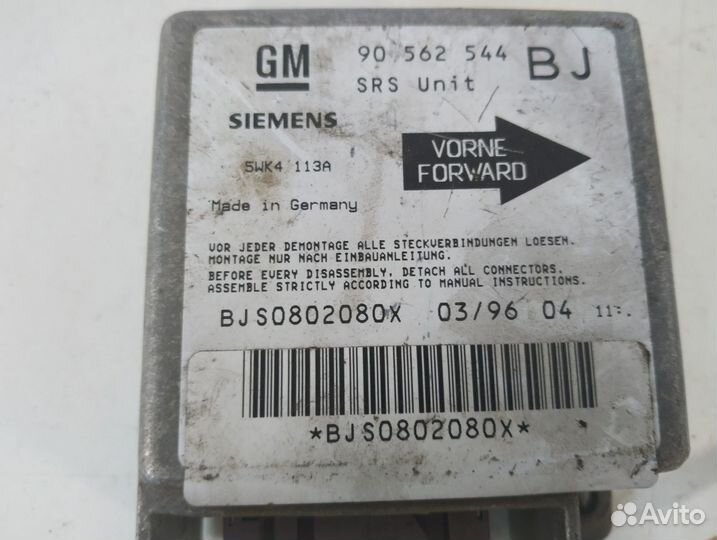 GM 90 562 544 BJ
SRS Unit
SIEMENS
5WK4 113A
VORNE
FORWARD
Made in Germany
VOR JEDER DEMONTAGE ALLE STECKVERBINDUNGEN LOESEN.
MONTAGE NUR NACH EINBAUANLEITUNG.
BEFORE EVERY DISASSEMBLY, DETACH ALL CONNECTORS.
ASSEMBLE STRICTLY ACCORDING TO MANUAL INSTRUCTIONS.
BJS0802080X 03/96 04
*BJS0802080X*
Avito